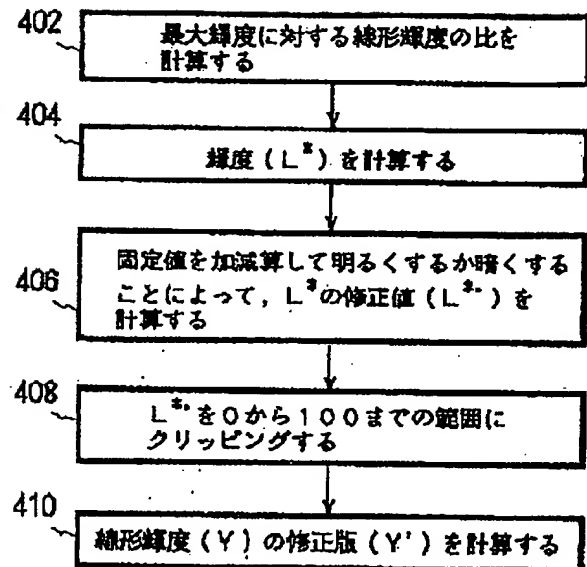 402
最大輝度に対する線形輝度の比を
計算する
404
輝度(L*)を計算する
406
固定値を加減算して明るくするか暗くする
ことによって,L*の修正値(L*')を
計算する
408
L*'を0から100までの範囲に
クリッピングする
410
線形輝度(Y)の修正版(Y')を計算する